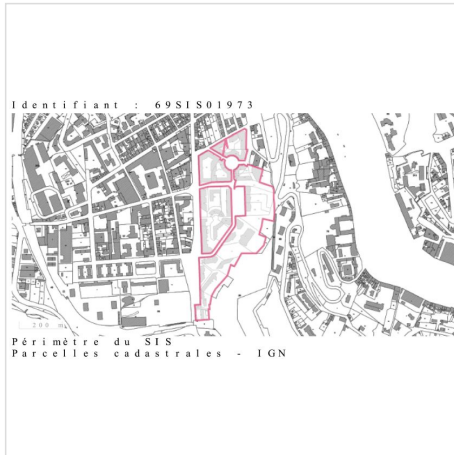 Identifiant : 69SIS01973
200 m
Périmètre du SIS
Parcelles cadastrales - IGN